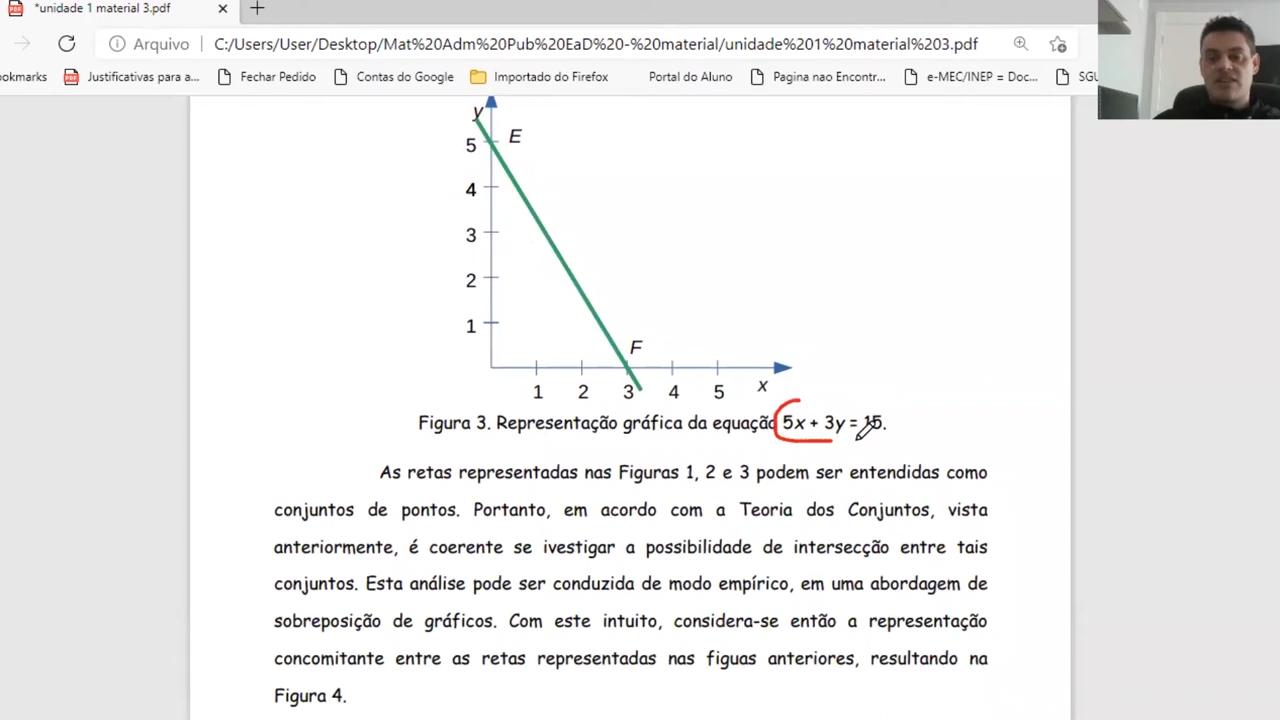 *unidade 1 material 3.pdf
Arquivo C:/Users/User/Desktop/Mat%20Adm%20Pub%20EaD%20-%20material/unidade%201%20material%203.pdf
okmarks Justificativas para a... Fechar Pedido Contas do Google Importado do Firefox Portal do Aluno Pagina nao Encontr... e-MEC/INEP = Doc... SGU
y
E
5
4
3
2
1
F
1 2 3 4 5 x
Figura 3. Representação gráfica da equação 5x + 3y = 15.
As retas representadas nas Figuras 1, 2 e 3 podem ser entendidas como
conjuntos de pontos. Portanto, em acordo com a Teoria dos Conjuntos, vista
anteriormente, é coerente se ivestigar a possibilidade de intersecção entre tais
conjuntos. Esta análise pode ser conduzida de modo empírico, em uma abordagem de
sobreposição de gráficos. Com este intuito, considera-se então a representação
concomitante entre as retas representadas nas figuas anteriores, resultando na
Figura 4.